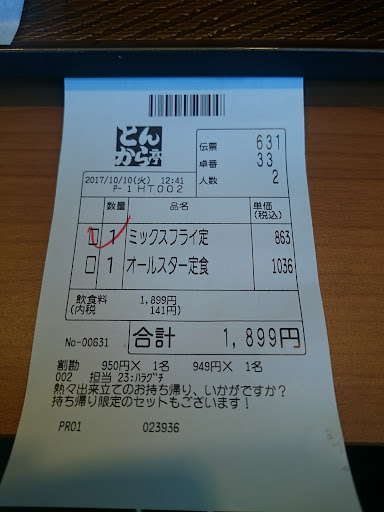 とん
から亭
伝票 631
卓番 33
人数 2
2017/10/10(火) 12:41
P-1HT002
数量 品名 単価
(税込)
1 ミックスフライ定 863
1 オールスター定食 1036
飲食料 1,899円
(内税 141円)
No-00631 合計 1,899円
割勘 950円× 1名 949円× 1名
002 担当 23:ハラグチ
熱々出来立てのお持ち帰り、いかがですか?
持ち帰り限定のセットもございます!
PR01 023936